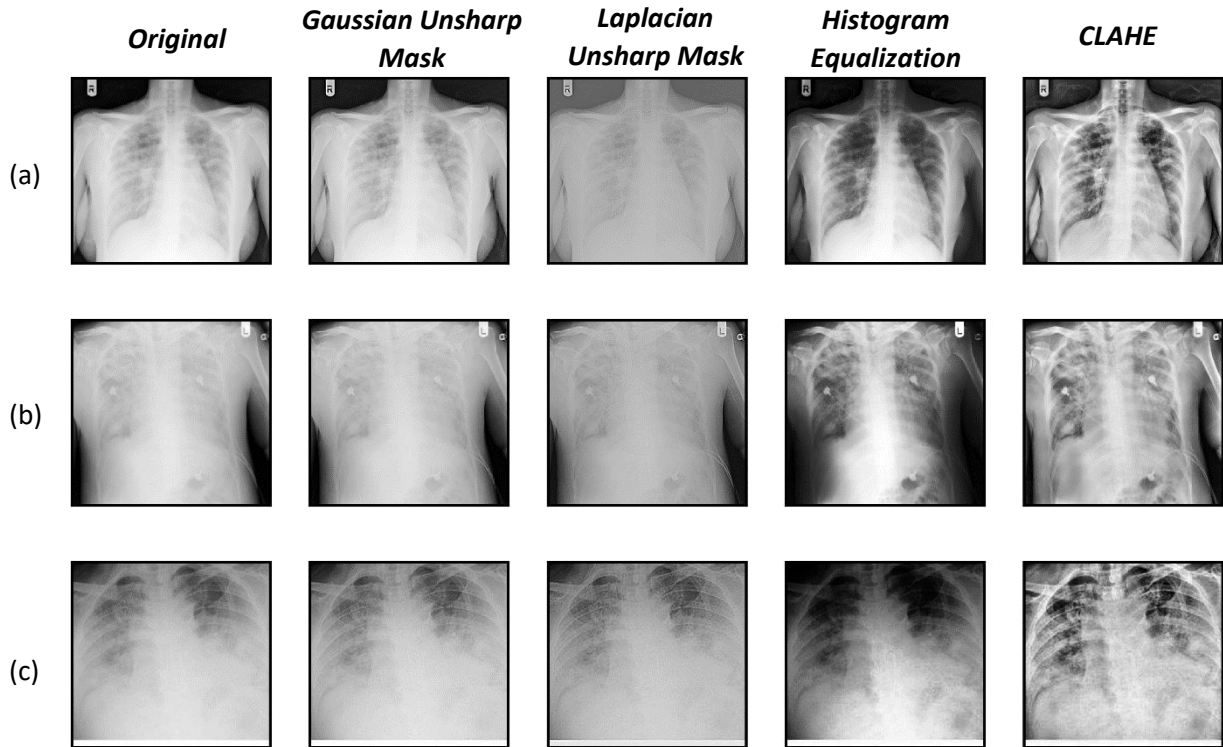 Original
Gaussian Unsharp
Mask
Laplacian
Unsharp Mask
Histogram
Equalization
CLAHE
(a)
(b)
L
L
L
L
L
(c)